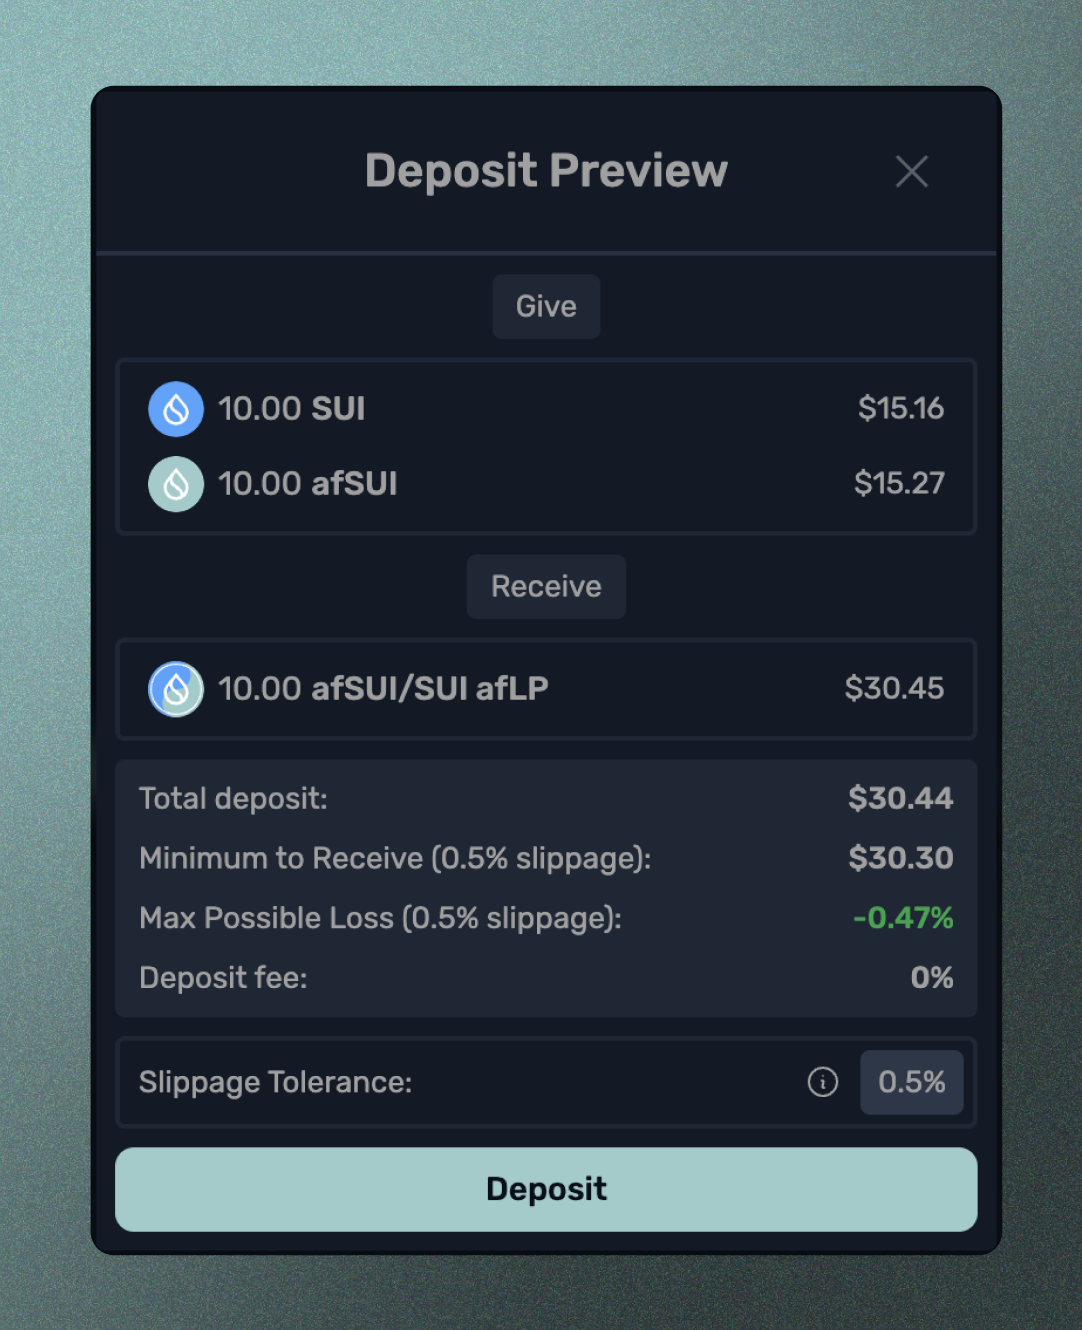 Deposit Preview
Give
10.00 SUI $15.16
10.00 afSUI $15.27
Receive
10.00 afSUI/SUI afLP $30.45
Total deposit: $30.44
Minimum to Receive (0.5% slippage): $30.30
Max Possible Loss (0.5% slippage): -0.47%
Deposit fee: 0%
Slippage Tolerance: 0.5%
Deposit